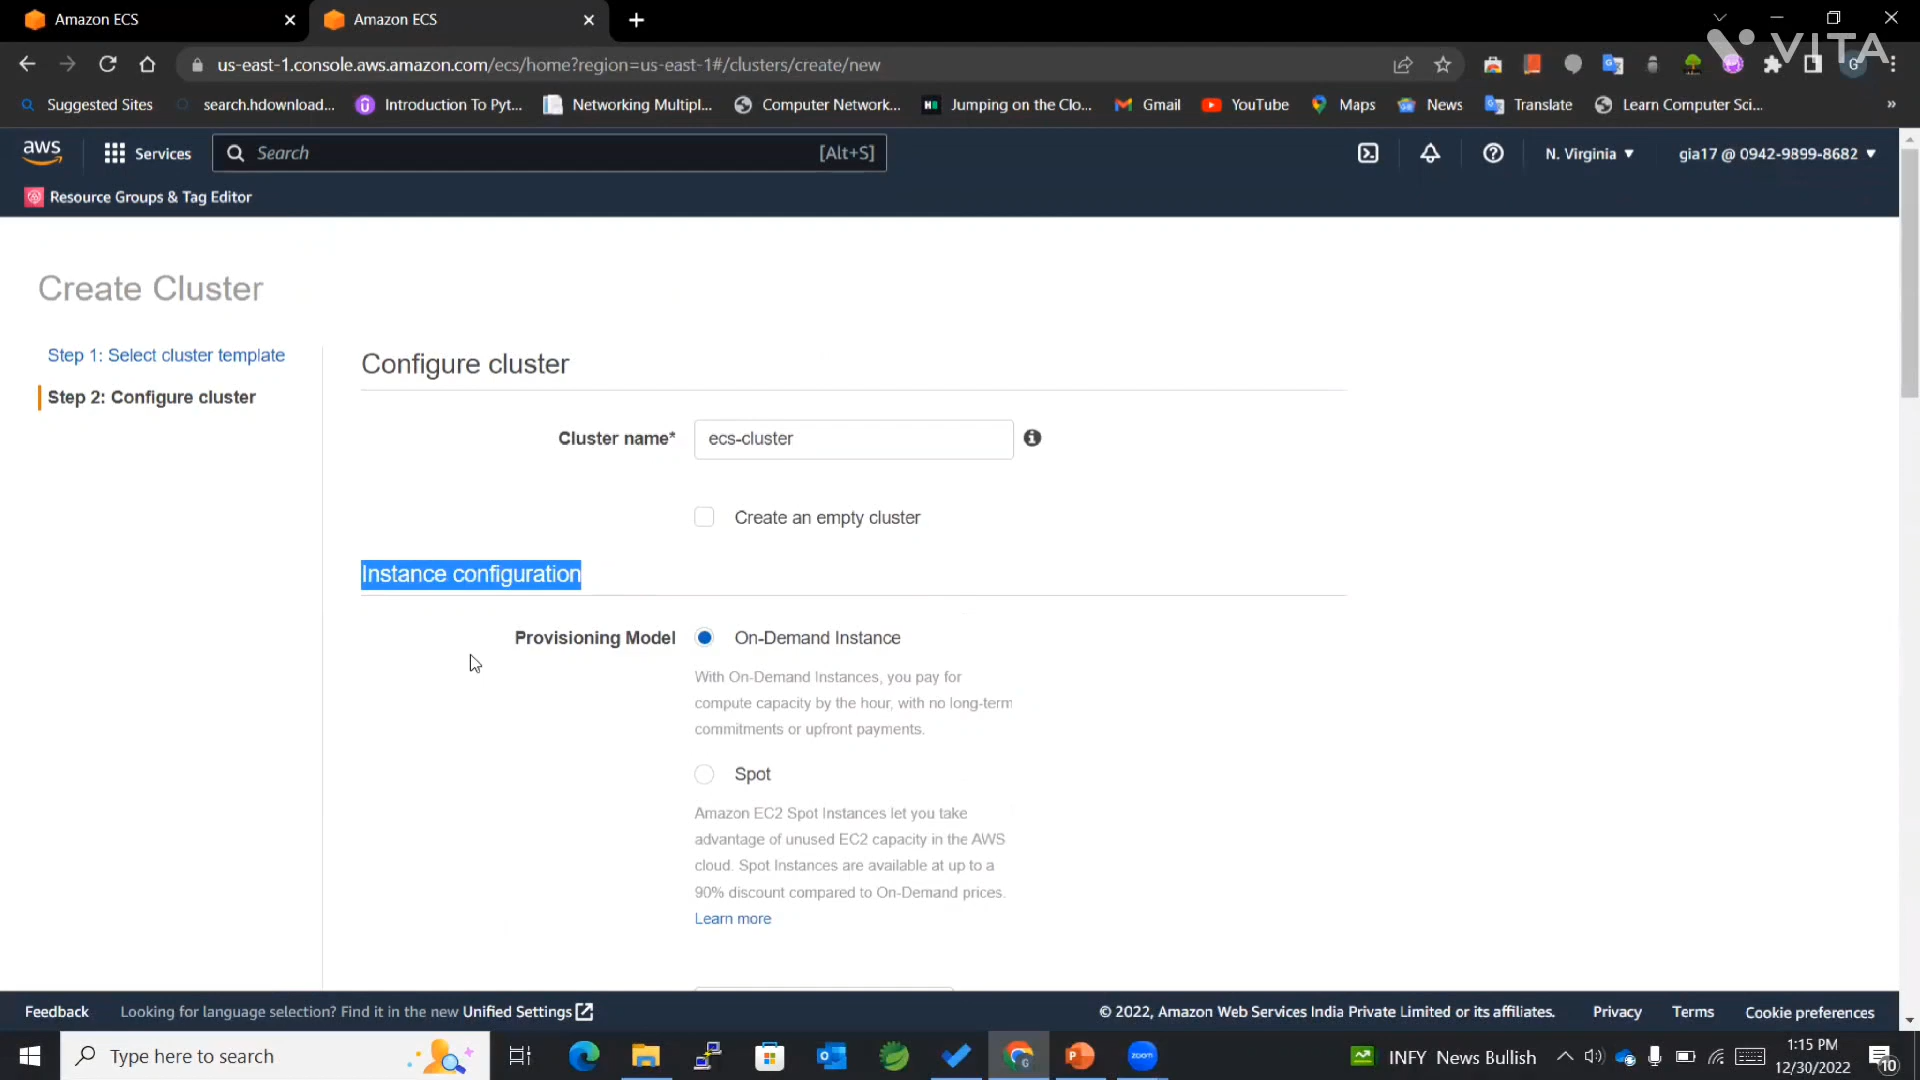 Amazon ECS
Amazon ECS
VITA
us-east-1.console.aws.amazon.com/ecs/home?region=us-east-1#/clusters/create/new
G
Suggested Sites
search.hdownload...
Introduction To Pyt...
Networking Multipl...
Computer Network...
Jumping on the Clo...
Gmail
YouTube
Maps
News
Translate
Learn Computer Sci...
»
aws
Services
Search
[Alt+S]
N. Virginia
gia17 @ 0942-9899-8682
Resource Groups & Tag Editor
Create Cluster
Step 1: Select cluster template
Step 2: Configure cluster
Configure cluster
Cluster name*
ecs-cluster
Create an empty cluster
Instance configuration
Provisioning Model
On-Demand Instance
With On-Demand Instances, you pay for
compute capacity by the hour, with no long-term
commitments or upfront payments.
Spot
Amazon EC2 Spot Instances let you take
advantage of unused EC2 capacity in the AWS
cloud. Spot Instances are available at up to a
90% discount compared to On-Demand prices.
Learn more
Feedback
Looking for language selection? Find it in the new Unified Settings
© 2022, Amazon Web Services India Private Limited or its affiliates.
Privacy
Terms
Cookie preferences
Type here to search
zoom
INFY News Bullish
1:15 PM
12/30/2022
10